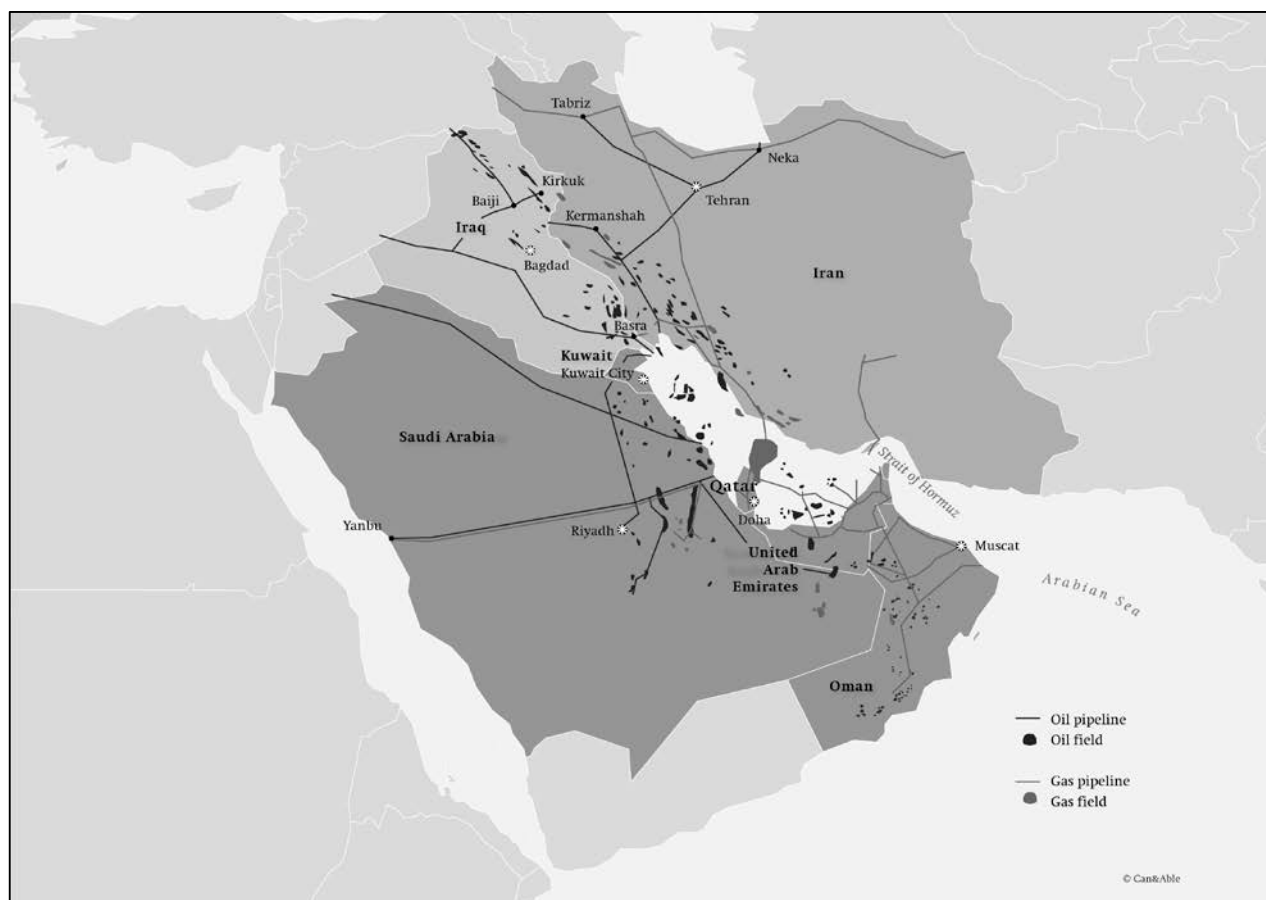 Tabriz
Neka
Kirkuk
Tehran
Baiji
Kermanshah
Iraq
Bagdad
Iran
Basra
Kuwait
Kuwait City
Saudi Arabia
Strait of Hormuz
Qatar
Doha
Yanbu
Riyadh
Muscat
United
Arab
Emirates
Arabian Sea
Oman
Oil pipeline
Oil field
Gas pipeline
Gas field
© Can&Able